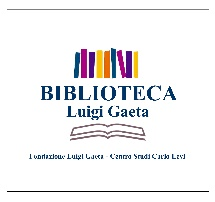 BIBLIOTECA
Luigi Gaeta
Fondazione Luigi Gaeta - Centro Studi Carlo Levi